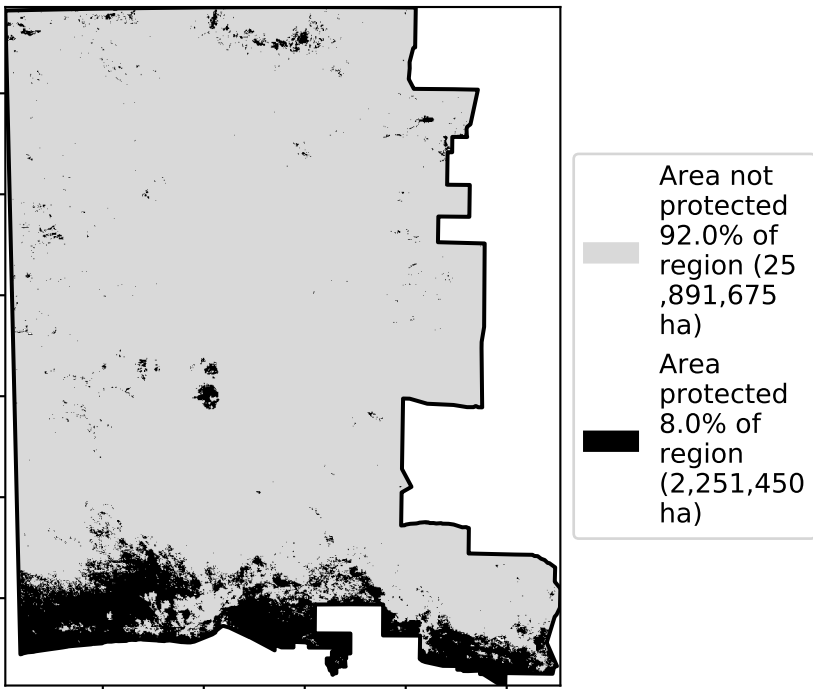 Area not
protected
92.0% of
region (25
,891,675
ha)
Area
protected
8.0% of
region
(2,251,450
ha)